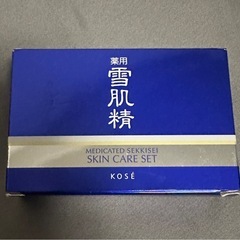 薬用
雪肌精
MEDICATED SEKKISEI
SKIN CARE SET
KOSÉ